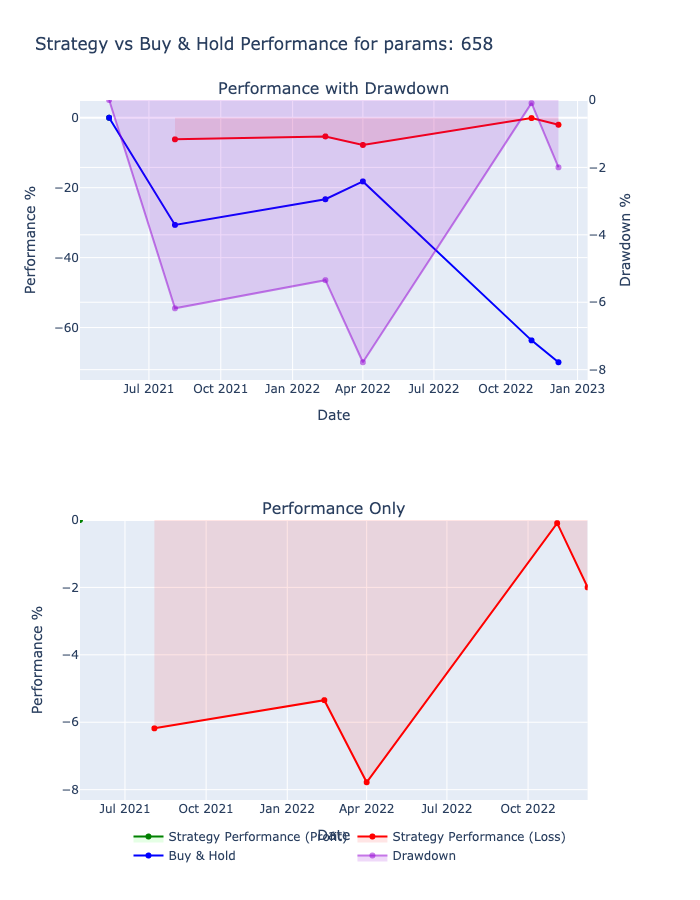 Strategy vs Buy & Hold Performance for params: 658
Performance with Drawdown
0
−20
−40
−60
Performance %
0
−2
−4
−6
−8
Drawdown %
Jul 2021
Oct 2021
Jan 2022
Apr 2022
Jul 2022
Oct 2022
Jan 2023
Date
Performance Only
0
−2
−4
−6
−8
Performance %
Jul 2021
Oct 2021
Jan 2022
Apr 2022
Jul 2022
Oct 2022
Date
Strategy Performance (Profit)
Strategy Performance (Loss)
Buy & Hold
Drawdown